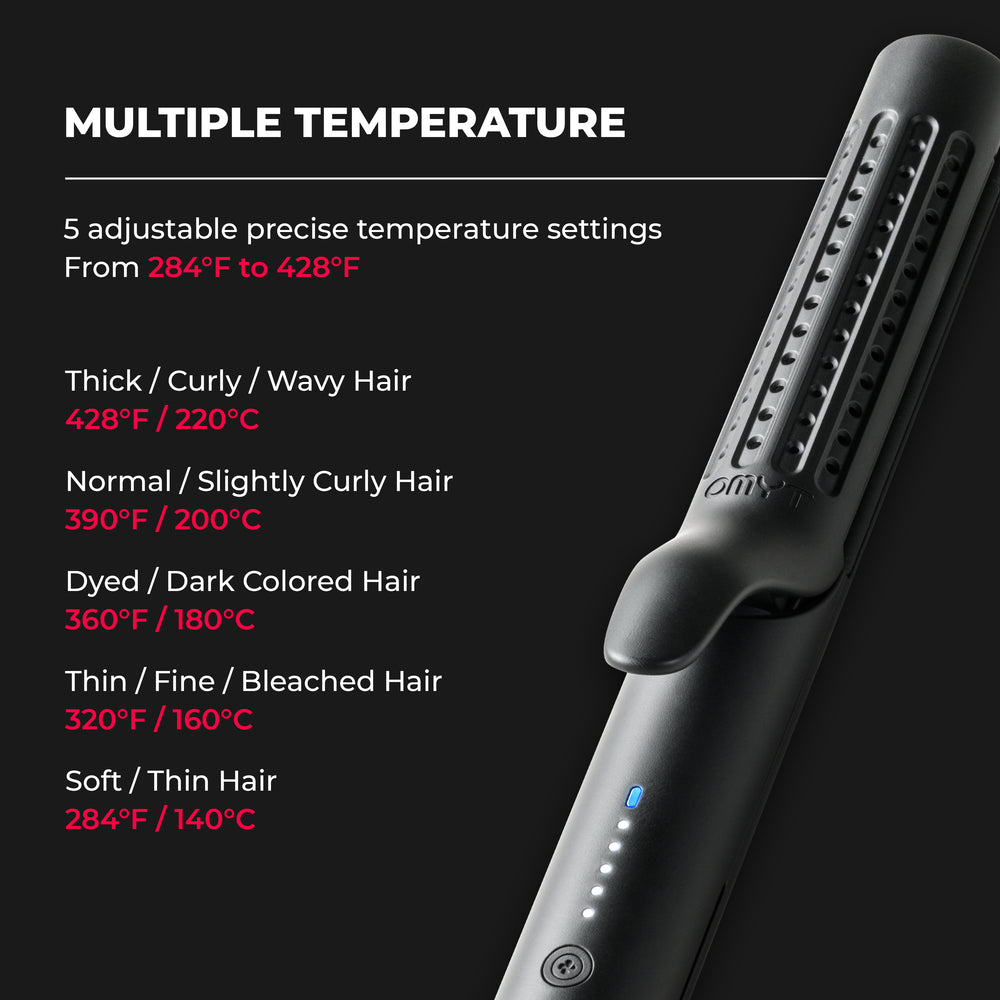 MULTIPLE TEMPERATURE
5 adjustable precise temperature settings
From 284°F to 428°F
Thick / Curly / Wavy Hair
428°F / 220°C
Normal / Slightly Curly Hair
390°F / 200°C
Dyed / Dark Colored Hair
360°F / 180°C
Thin / Fine / Bleached Hair
320°F / 160°C
Soft / Thin Hair
284°F / 140°C